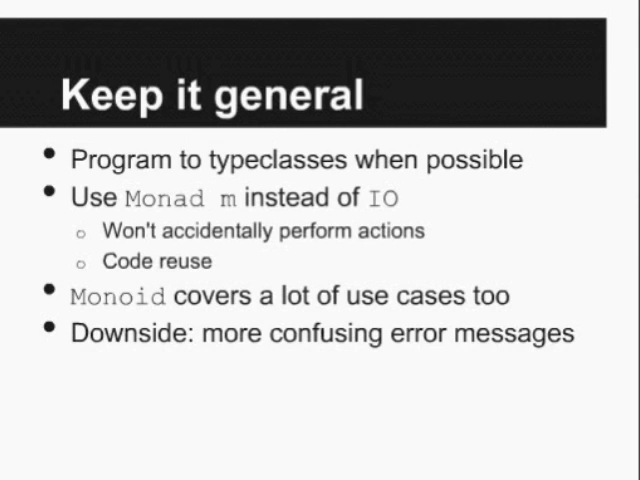 Keep it general
• Program to typeclasses when possible
• Use Monad m instead of IO
○ Won't accidentally perform actions
○ Code reuse
• Monoid covers a lot of use cases too
• Downside: more confusing error messages